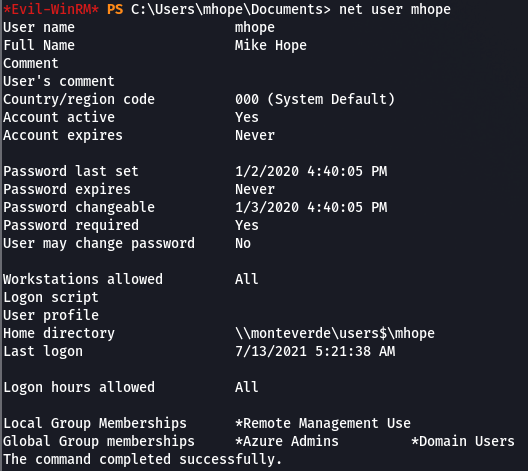 *Evil-WinRM* PS C:\Users\mhope\Documents> net user mhope
User name                    mhope
Full Name                    Mike Hope
Comment
User's comment
Country/region code          000 (System Default)
Account active               Yes
Account expires              Never

Password last set            1/2/2020 4:40:05 PM
Password expires             Never
Password changeable          1/3/2020 4:40:05 PM
Password required            Yes
User may change password     No

Workstations allowed         All
Logon script
User profile
Home directory               \\monteverde\users$\mhope
Last logon                   7/13/2021 5:21:38 AM

Logon hours allowed          All

Local Group Memberships      *Remote Management Use
Global Group memberships     *Azure Admins         *Domain Users
The command completed successfully.